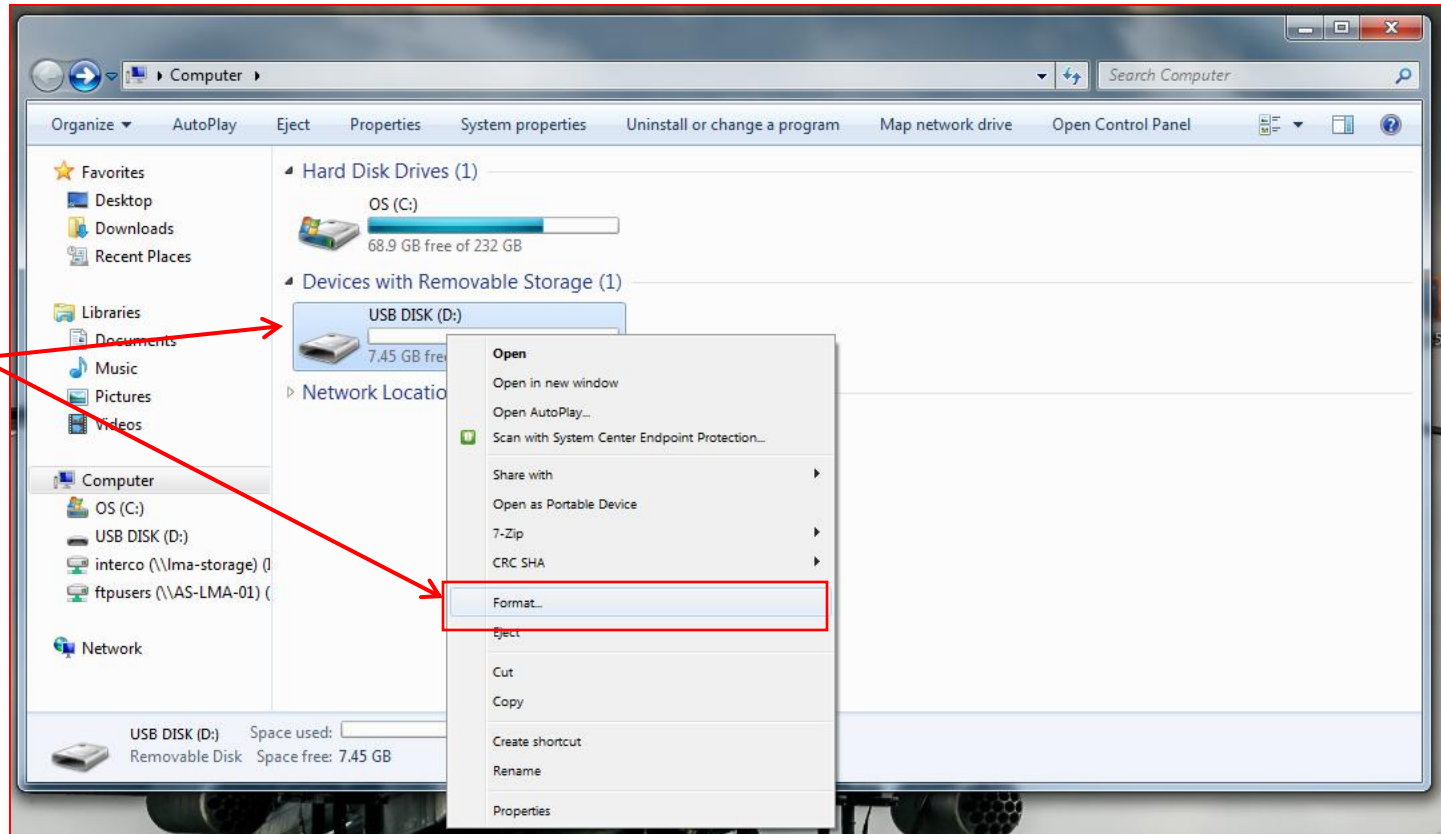 Computer
Search Computer
Organize
AutoPlay
Eject
Properties
System properties
Uninstall or change a program
Map network drive
Open Control Panel
Favorites
Desktop
Downloads
Recent Places
Libraries
Documents
Music
Pictures
Videos
Computer
OS (C:)
USB DISK (D:)
interco (\\lma-storage) (I
ftpusers (\\AS-LMA-01) (
Network
Hard Disk Drives (1)
OS (C:)
68.9 GB free of 232 GB
Devices with Removable Storage (1)
USB DISK (D:)
7.45 GB free
Network Locatio
Open
Open in new window
Open AutoPlay...
Scan with System Center Endpoint Protection...
Share with
Open as Portable Device
7-Zip
CRC SHA
Format...
Eject
Cut
Copy
Create shortcut
Rename
Properties
USB DISK (D:) Space used:
Removable Disk Space free: 7.45 GB